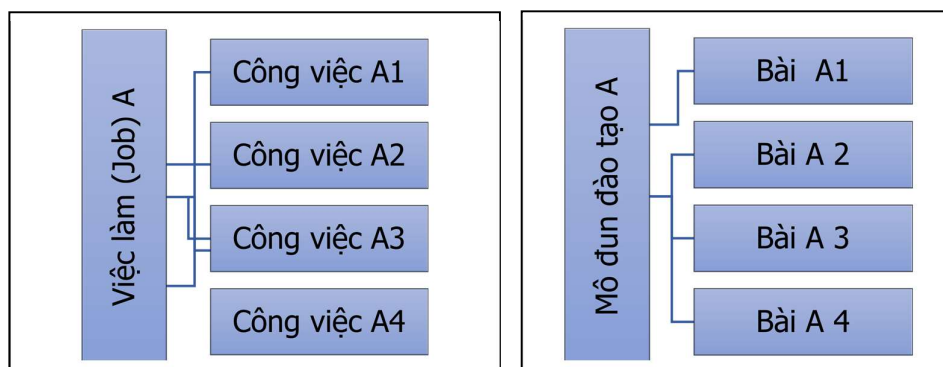 Việc làm (Job) A
Công việc A1
Công việc A2
Công việc A3
Công việc A4
Mô đun đào tạo A
Bài A1
Bài A 2
Bài A 3
Bài A 4